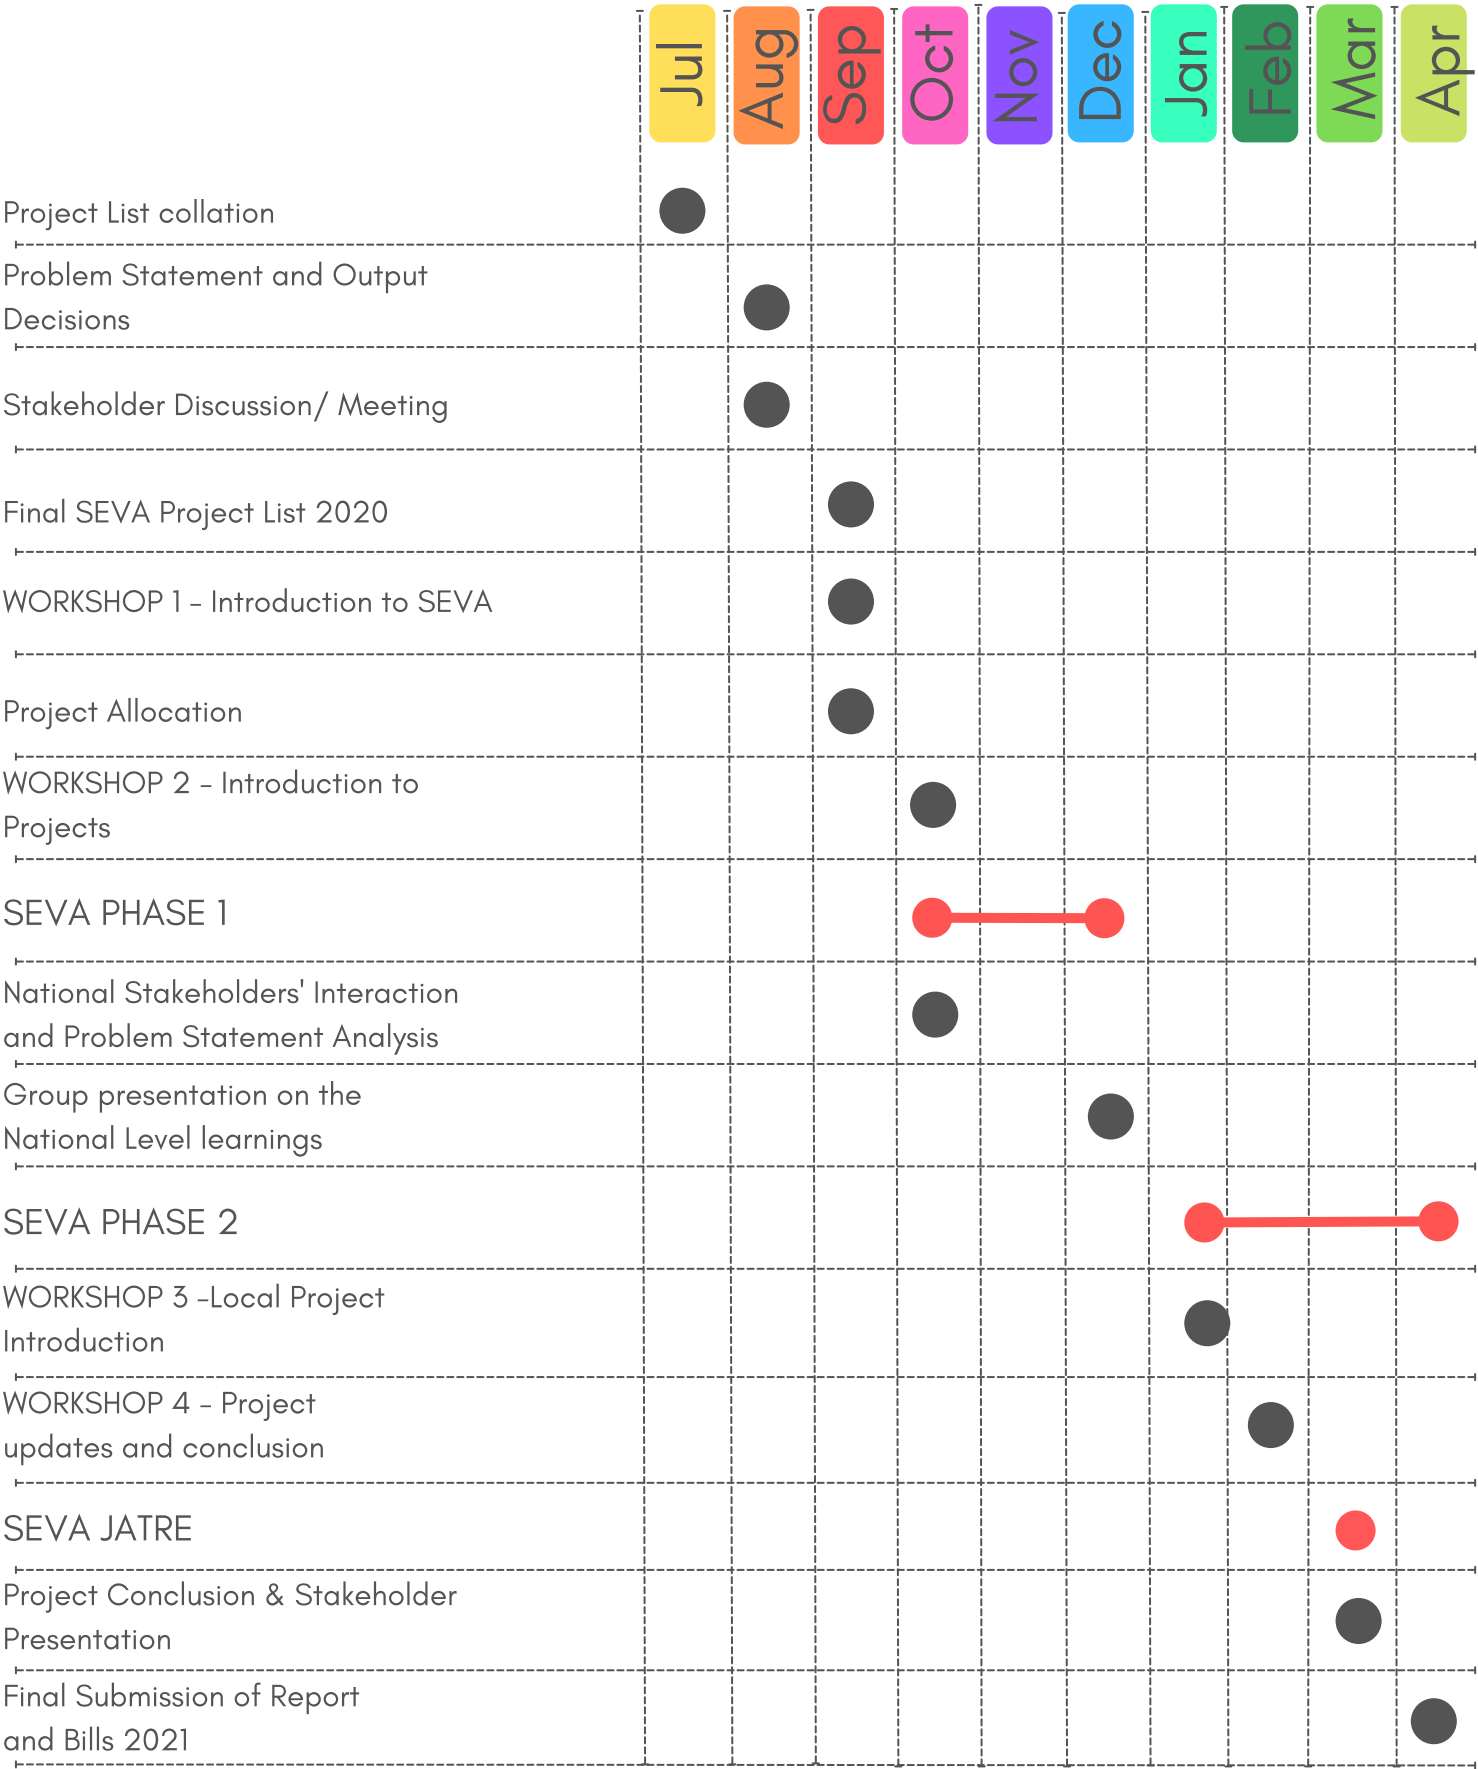 Jul
Aug
Sep
Oct
Nov
Dec
Jan
Feb
Mar
Apr
Project List collation
Problem Statement and Output
Decisions
Stakeholder Discussion/ Meeting
Final SEVA Project List 2020
WORKSHOP 1 - Introduction to SEVA
Project Allocation
WORKSHOP 2 - Introduction to
Projects
SEVA PHASE 1
National Stakeholders' Interaction
and Problem Statement Analysis
Group presentation on the
National Level learnings
SEVA PHASE 2
WORKSHOP 3 -Local Project
Introduction
WORKSHOP 4 - Project
updates and conclusion
SEVA JATRE
Project Conclusion & Stakeholder
Presentation
Final Submission of Report
and Bills 2021